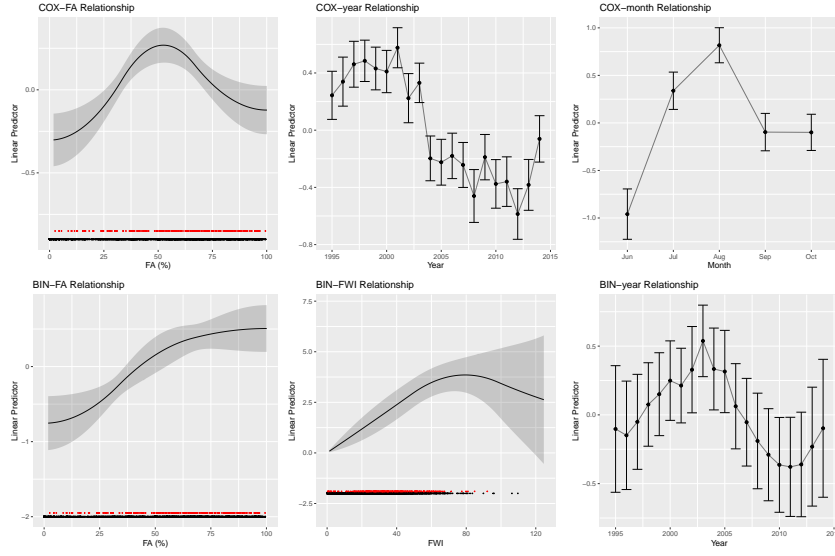 COX−FA Relationship
Linear Predictor
0.0
−0.5
0
25
50
75
100
FA (%)
COX−year Relationship
Linear Predictor
0.4
0.0
−0.4
−0.8
1995
2000
2005
2010
2015
Year
COX−month Relationship
Linear Predictor
1.0
0.5
0.0
−0.5
−1.0
Jun
Jul
Aug
Sep
Oct
Month
BIN−FA Relationship
Linear Predictor
0
−1
−2
0
25
50
75
100
FA (%)
BIN−FWI Relationship
Linear Predictor
7.5
5.0
2.5
0.0
−2.5
0
40
80
120
FWI
BIN−year Relationship
Linear Predictor
0.5
0.0
−0.5
1995
2000
2005
2010
Year